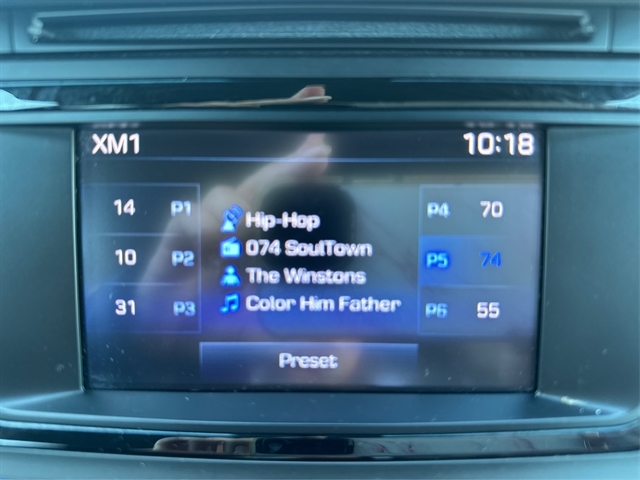 XM1 10:18
14 P1
10 P2
31 P3
Hip-Hop
074 SoulTown
The Winstons
Color Him Father
P4 70
P5 74
P6 55
Preset